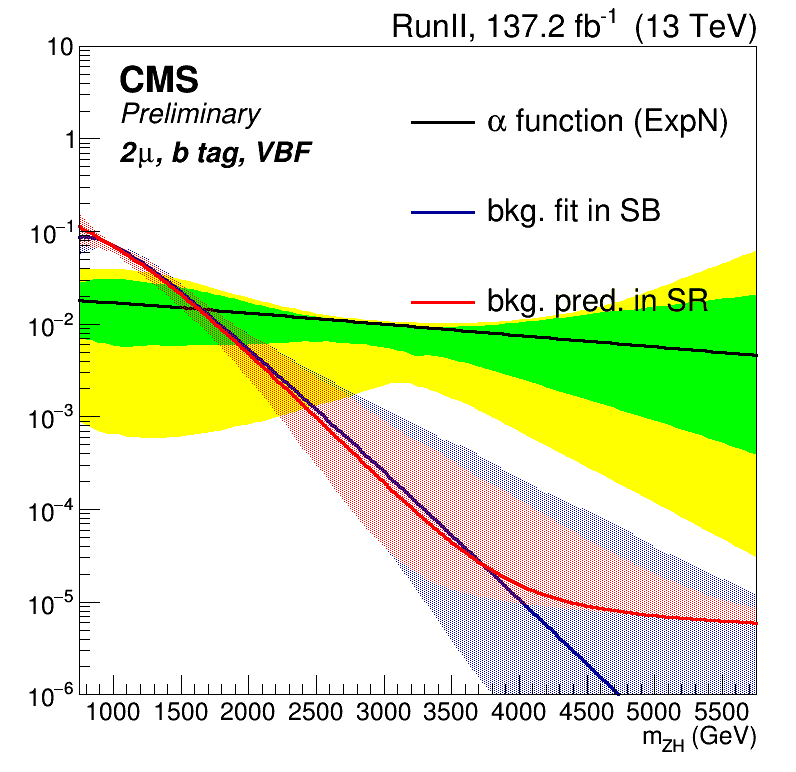 RunII, 137.2 fb⁻¹ (13 TeV)
CMS
Preliminary
2μ, b tag, VBF
α function (ExpN)
bkg. fit in SB
bkg. pred. in SR
10
1
10⁻¹
10⁻²
10⁻³
10⁻⁴
10⁻⁵
10⁻⁶
1000 1500 2000 2500 3000 3500 4000 4500 5000 5500
m_ZH (GeV)